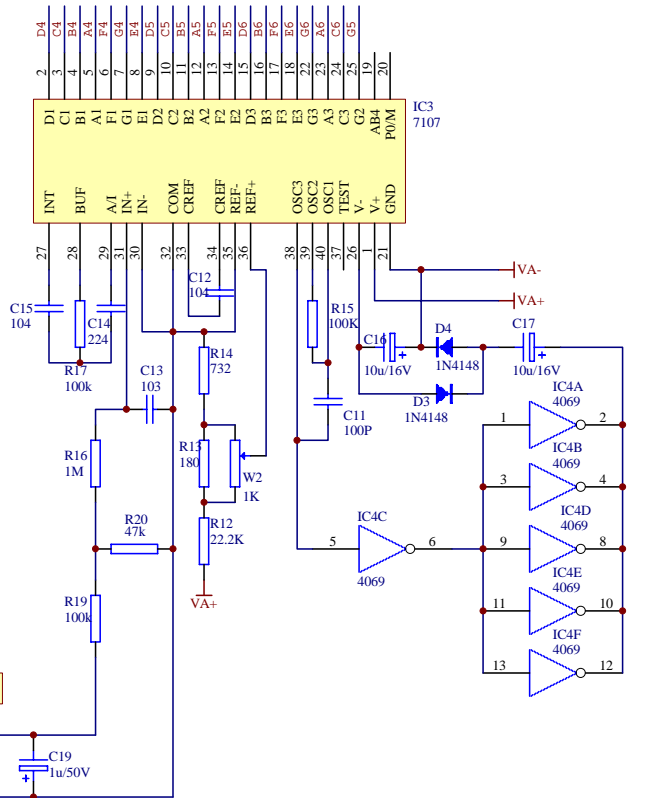 D4 C4 B4 A4 F4 G4 E4 D5 C5 B5 A5 F5 E5 D6 B6 F6 E6 G6 A6 C6 G5
2 3 4 5 6 7 8 9 10 11 12 13 14 15 16 17 18 22 23 24 25 19 20
D1 C1 B1 A1 F1 G1 E1 D2 C2 B2 A2 F2 E2 D3 B3 F3 E3 G3 A3 C3 G2 AB4 P0/M
IC3
7107
INT BUF A/I IN+ IN- COM CREF CREF REF- REF+ OSC3 OSC2 OSC1 TEST V- V+ GND
27 28 29 31 30 32 33 34 35 36 38 39 40 37 26 1 21
VA-
VA+
C15
104
R17
100k
C14
224
C12
104
R15
100K
C16
10u/16V
D4
1N4148
C17
10u/16V
D3
1N4148
R14
732
C13
103
C11
100P
R16
1M
R13
180
W2
1K
R20
47k
R12
22.2K
VA+
R19
100k
C19
1u/50V
IC4A
4069
1 2
IC4B
4069
3 4
IC4C
5 6
4069
IC4D
4069
9 8
IC4E
4069
11 10
IC4F
4069
13 12